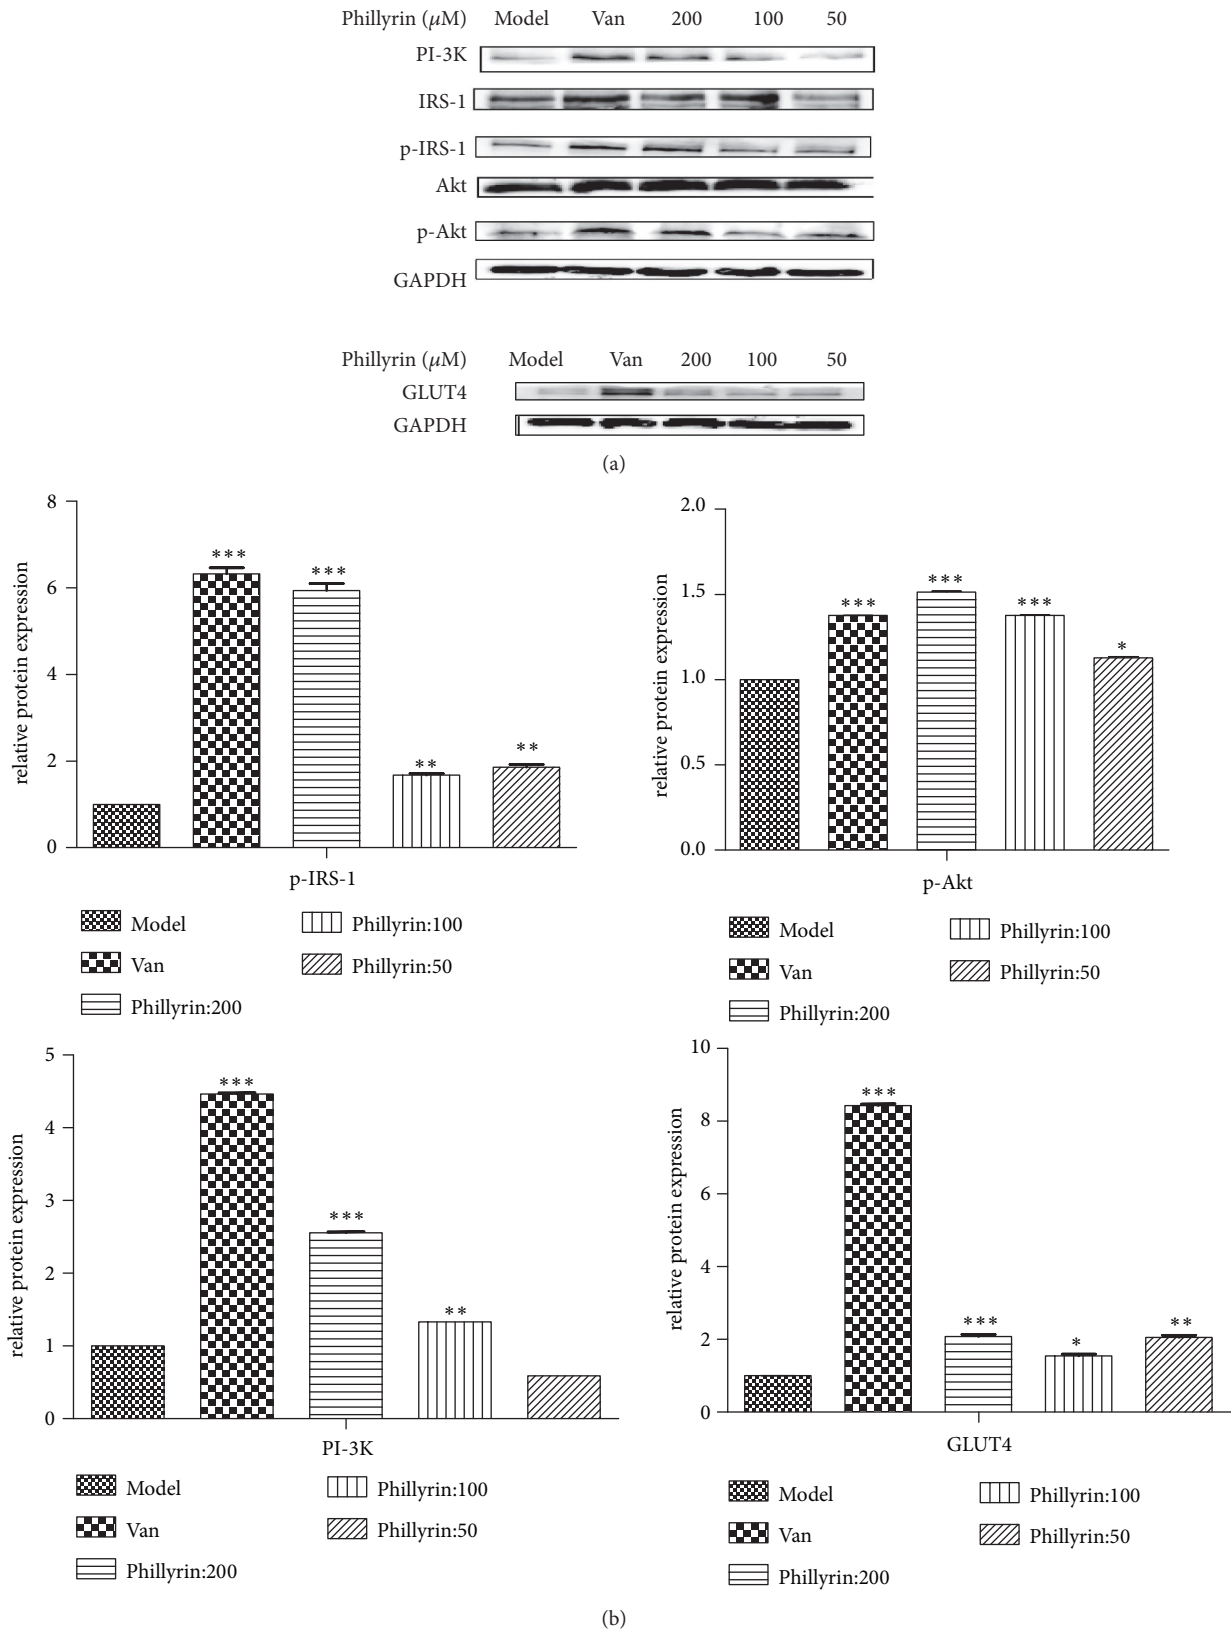 Phillyrin (μM) Model Van 200 100 50
PI-3K
IRS-1
p-IRS-1
Akt
p-Akt
GAPDH
Phillyrin (μM) Model Van 200 100 50
GLUT4
GAPDH
(a)
8
6
4
2
0
relative protein expression
***
***
**
**
p-IRS-1
Model
Van
Phillyrin:200
Phillyrin:100
Phillyrin:50
2.0
1.5
1.0
0.5
0.0
relative protein expression
***
***
***
*
p-Akt
Model
Van
Phillyrin:200
Phillyrin:100
Phillyrin:50
5
4
3
2
1
0
relative protein expression
***
***
**
PI-3K
Model
Van
Phillyrin:200
Phillyrin:100
Phillyrin:50
10
8
6
4
2
0
relative protein expression
***
***
*
**
GLUT4
Model
Van
Phillyrin:200
Phillyrin:100
Phillyrin:50
(b)